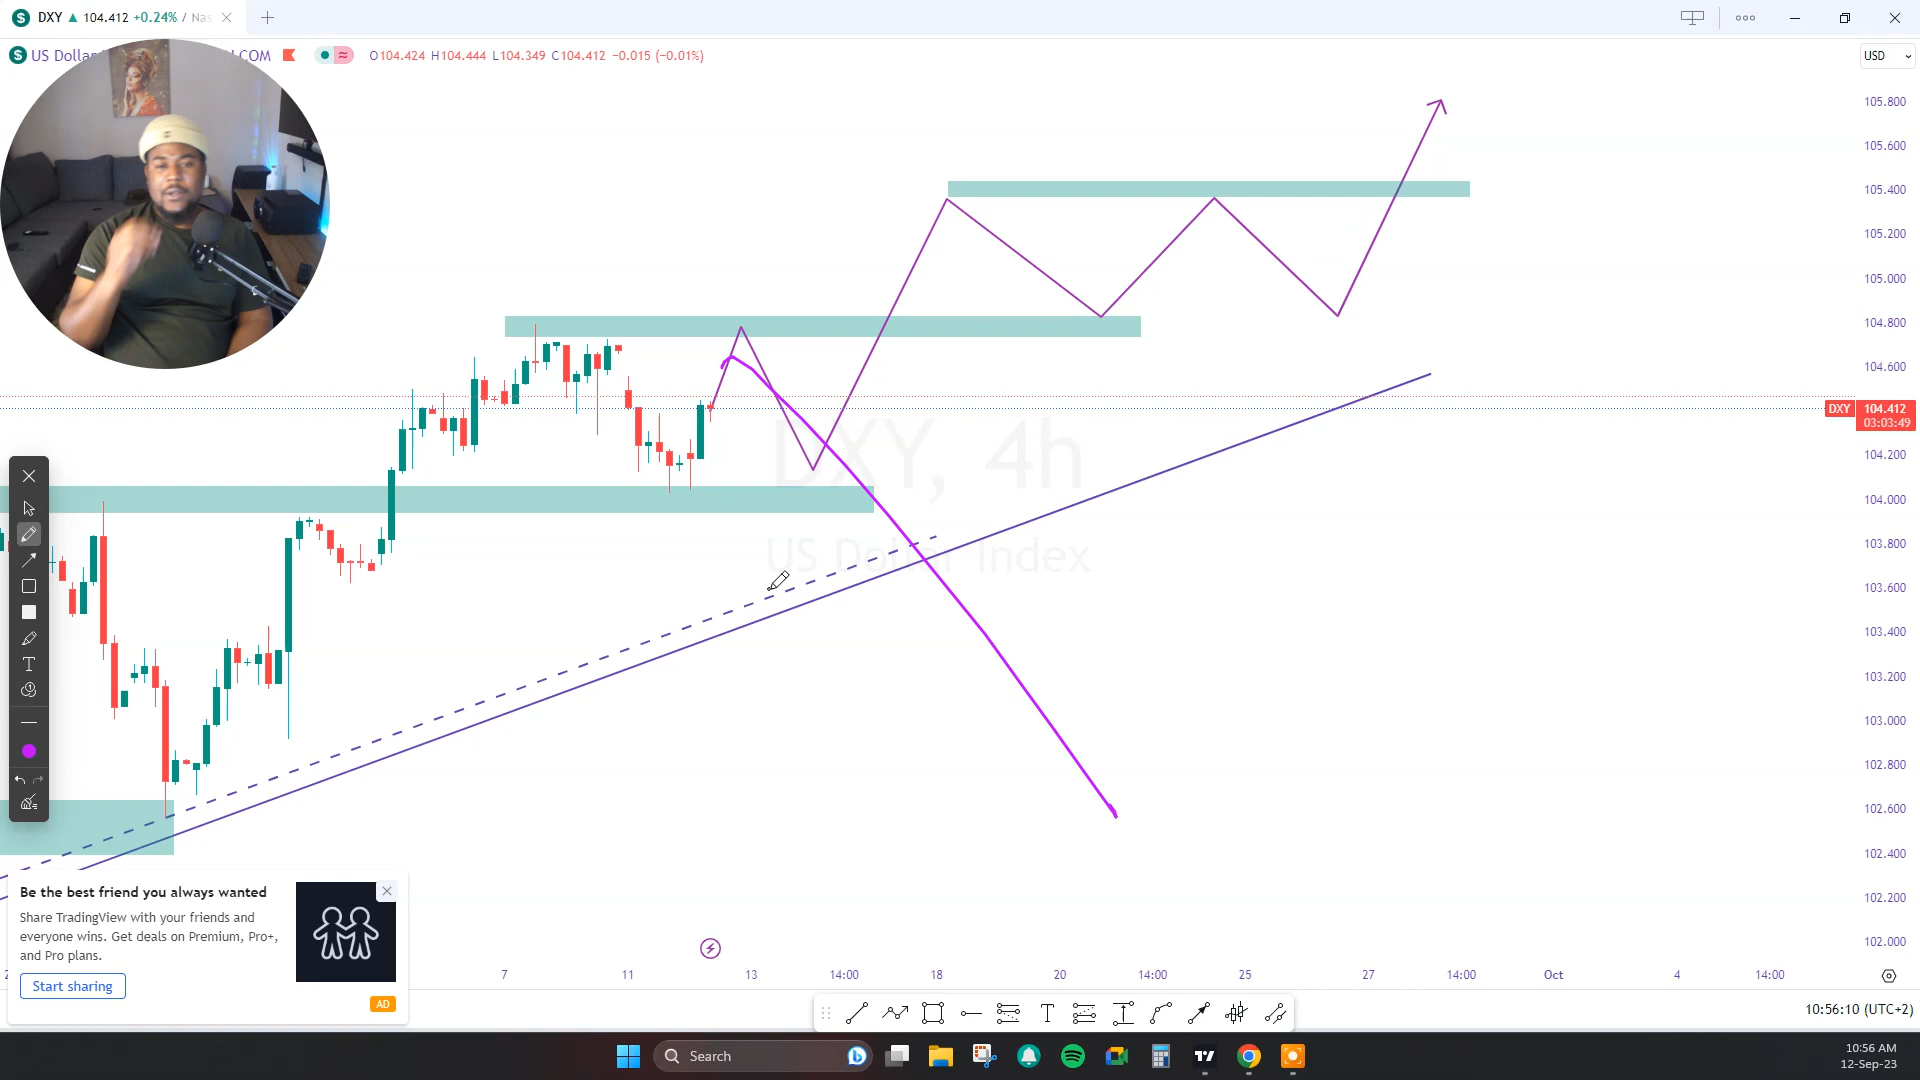 DXY ▲ 104.412 +0.24% / Nas
US Dolla
COM
O104.424 H104.444 L104.349 C104.412 −0.015 (−0.01%)
USD
105.800
105.600
105.400
105.200
105.000
104.800
104.600
DXY 104.412
03:03:49
104.200
104.000
103.800
103.600
103.400
103.200
103.000
102.800
102.600
102.400
102.200
102.000
DXY, 4h
US Dollar Index
T
Be the best friend you always wanted
Share TradingView with your friends and
everyone wins. Get deals on Premium, Pro+,
and Pro plans.
Start sharing
AD
7 11 13 14:00 18 20 14:00 25 27 14:00 Oct 4 14:00
10:56:10 (UTC+2)
Search
10:56 AM
12-Sep-23